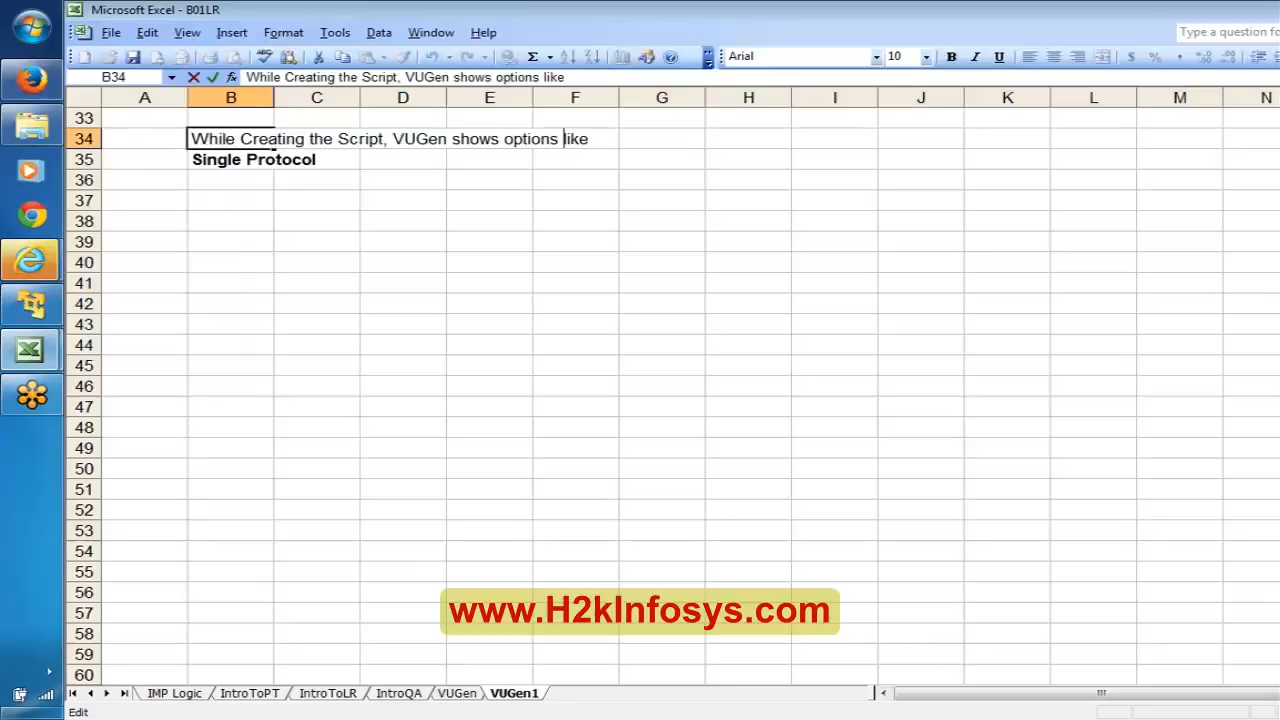 Microsoft Excel - B01LR
File Edit View Insert Format Tools Data Window Help
Type a question fo
Arial 10 B I U $ % ,
B34 fx While Creating the Script, VUGen shows options like
A B C D E F G H I J K L M N
33
34 While Creating the Script, VUGen shows options like
35 Single Protocol
36
37
38
39
40
41
42
43
44
45
46
47
48
49
50
51
52
53
54
55
56
57
58
59
60
www.H2kInfosys.com
IMP Logic IntroToPT IntroToLR IntroQA VUGen VUGen1
Edit